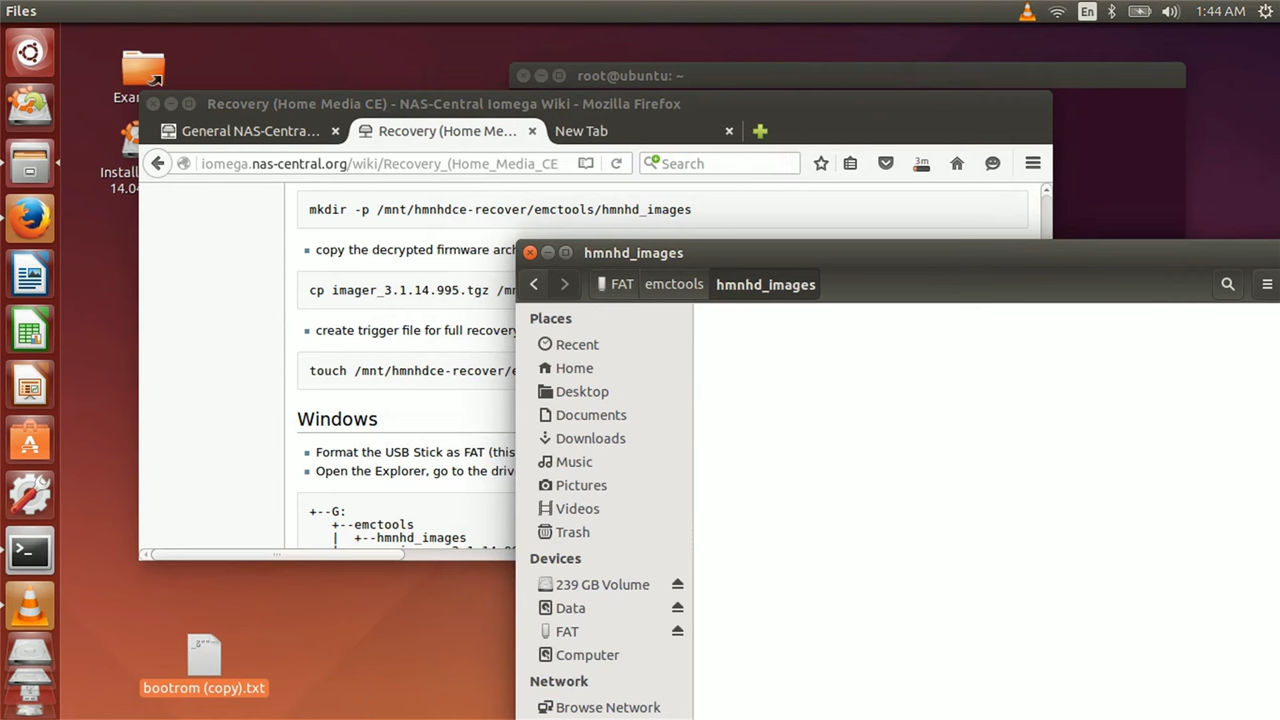 Files
En
1:44 AM
Exa
Install
14.04
root@ubuntu: ~
Recovery (Home Media CE) - NAS-Central Iomega Wiki - Mozilla Firefox
General NAS-Centra...
Recovery (Home Me...
New Tab
iomega.nas-central.org/wiki/Recovery_(Home_Media_CE
Search
3m
mkdir -p /mnt/hmnhdce-recover/emctools/hmnhd_images
copy the decrypted firmware arch
cp imager_3.1.14.995.tgz /m
create trigger file for full recovery
touch /mnt/hmnhdce-recover/e
Windows
Format the USB Stick as FAT (this
Open the Explorer, go to the driv
+--G:
+--emctools
| +--hmnhd_images
hmnhd_images
FAT
emctools
hmnhd_images
Places
Recent
Home
Desktop
Documents
Downloads
Music
Pictures
Videos
Trash
Devices
239 GB Volume
Data
FAT
Computer
Network
Browse Network
bootrom (copy).txt